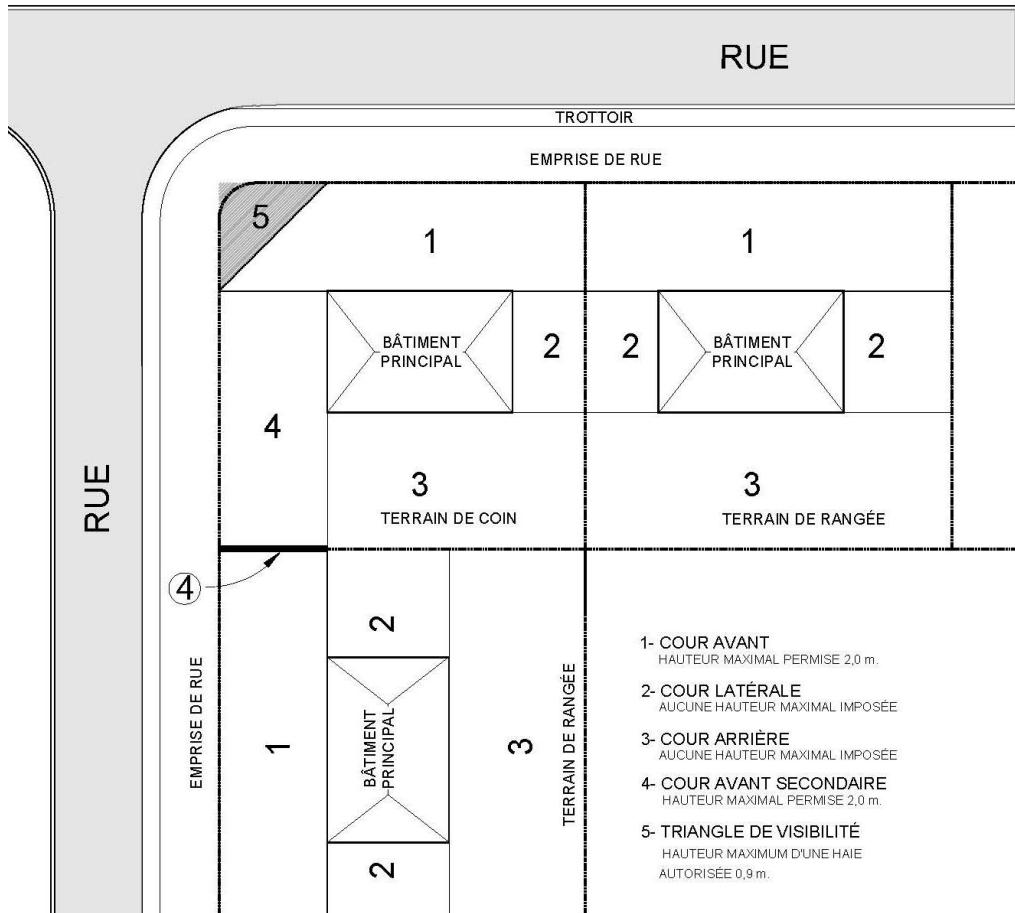 RUE
TROTTOIR
EMPRISE DE RUE
5
1
1
BÂTIMENT
PRINCIPAL
2
2
BÂTIMENT
PRINCIPAL
2
4
3
TERRAIN DE COIN
3
TERRAIN DE RANGÉE
RUE
4
EMPRISE DE RUE
1
2
BÂTIMENT
PRINCIPAL
2
3
TERRAIN DE RANGÉE
1- COUR AVANT
HAUTEUR MAXIMAL PERMISE 2,0 m.
2- COUR LATÉRALE
AUCUNE HAUTEUR MAXIMAL IMPOSÉE
3- COUR ARRIÈRE
AUCUNE HAUTEUR MAXIMAL IMPOSÉE
4- COUR AVANT SECONDAIRE
HAUTEUR MAXIMAL PERMISE 2,0 m.
5- TRIANGLE DE VISIBILITÉ
HAUTEUR MAXIMUM D'UNE HAIE
AUTORISÉE 0,9 m.